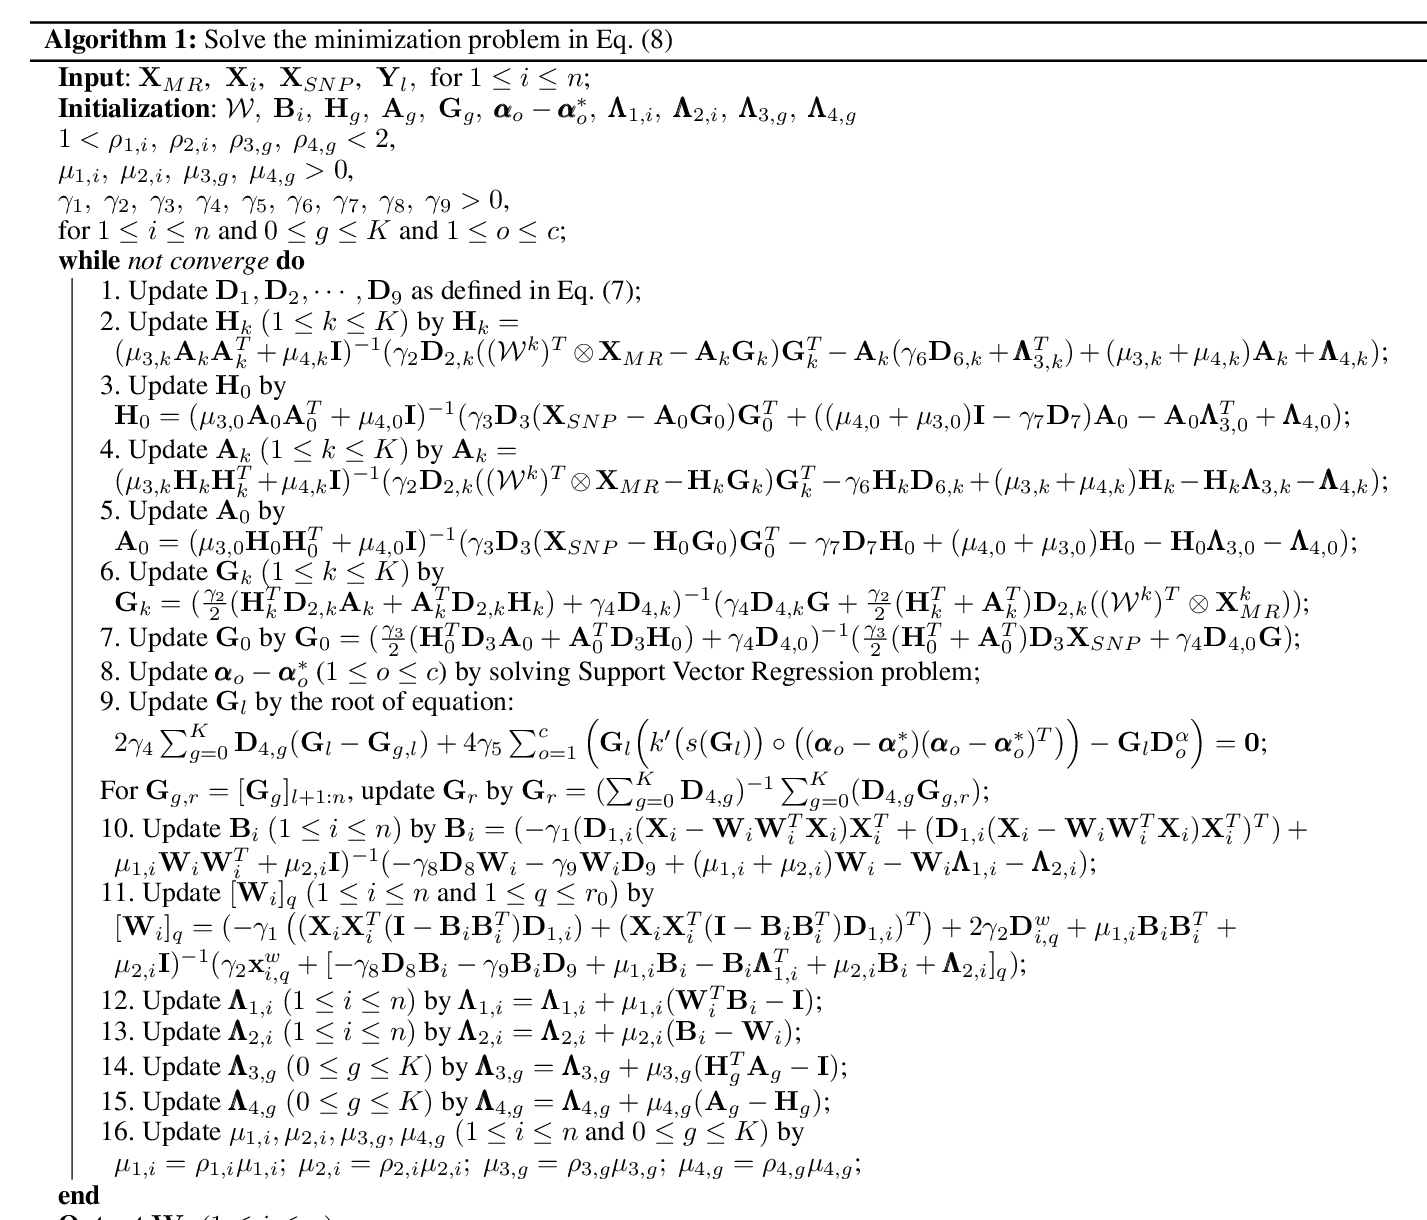 Algorithm 1: Solve the minimization problem in Eq. (8)
Input: X_{MR}, X_i, X_{SNP}, Y_l, for 1 ≤ i ≤ n;
Initialization: 𝒲, B_i, H_g, A_g, G_g, α_o − α_o^*, Λ_{1,i}, Λ_{2,i}, Λ_{3,g}, Λ_{4,g}
1 < ρ_{1,i}, ρ_{2,i}, ρ_{3,g}, ρ_{4,g} < 2,
μ_{1,i}, μ_{2,i}, μ_{3,g}, μ_{4,g} > 0,
γ_1, γ_2, γ_3, γ_4, γ_5, γ_6, γ_7, γ_8, γ_9 > 0,
for 1 ≤ i ≤ n and 0 ≤ g ≤ K and 1 ≤ o ≤ c;
while not converge do
1. Update D_1, D_2, ⋯ , D_9 as defined in Eq. (7);
2. Update H_k (1 ≤ k ≤ K) by H_k =
(μ_{3,k}A_kA_k^T + μ_{4,k}I)^{−1}(γ_2D_{2,k}((𝒲^k)^T ⊗ X_{MR} − A_kG_k)G_k^T − A_k(γ_6D_{6,k} + Λ_{3,k}^T) + (μ_{3,k} + μ_{4,k})A_k + Λ_{4,k});
3. Update H_0 by
H_0 = (μ_{3,0}A_0A_0^T + μ_{4,0}I)^{−1}(γ_3D_3(X_{SNP} − A_0G_0)G_0^T + ((μ_{4,0} + μ_{3,0})I − γ_7D_7)A_0 − A_0Λ_{3,0}^T + Λ_{4,0});
4. Update A_k (1 ≤ k ≤ K) by A_k =
(μ_{3,k}H_kH_k^T + μ_{4,k}I)^{−1}(γ_2D_{2,k}((𝒲^k)^T ⊗ X_{MR} − H_kG_k)G_k^T − γ_6H_kD_{6,k} + (μ_{3,k} + μ_{4,k})H_k − H_kΛ_{3,k} − Λ_{4,k});
5. Update A_0 by
A_0 = (μ_{3,0}H_0H_0^T + μ_{4,0}I)^{−1}(γ_3D_3(X_{SNP} − H_0G_0)G_0^T − γ_7D_7H_0 + (μ_{4,0} + μ_{3,0})H_0 − H_0Λ_{3,0} − Λ_{4,0});
6. Update G_k (1 ≤ k ≤ K) by
G_k = (\frac{γ_2}{2}(H_k^TD_{2,k}A_k + A_k^TD_{2,k}H_k) + γ_4D_{4,k})^{−1}(γ_4D_{4,k}G + \frac{γ_2}{2}(H_k^T + A_k^T)D_{2,k}((𝒲^k)^T ⊗ X_{MR}^k));
7. Update G_0 by G_0 = (\frac{γ_3}{2}(H_0^TD_3A_0 + A_0^TD_3H_0) + γ_4D_{4,0})^{−1}(\frac{γ_3}{2}(H_0^T + A_0^T)D_3X_{SNP} + γ_4D_{4,0}G);
8. Update α_o − α_o^* (1 ≤ o ≤ c) by solving Support Vector Regression problem;
9. Update G_l by the root of equation:
2γ_4 ∑_{g=0}^K D_{4,g}(G_l − G_{g,l}) + 4γ_5 ∑_{o=1}^c (G_l(k′(s(G_l)) ∘ ((α_o − α_o^*)(α_o − α_o^*)^T)) − G_lD_o^α) = 0;
For G_{g,r} = [G_g]_{l+1:n}, update G_r by G_r = (∑_{g=0}^K D_{4,g})^{−1} ∑_{g=0}^K(D_{4,g}G_{g,r});
10. Update B_i (1 ≤ i ≤ n) by B_i = (−γ_1(D_{1,i}(X_i − W_iW_i^TX_i)X_i^T + (D_{1,i}(X_i − W_iW_i^TX_i)X_i^T)^T) +
μ_{1,i}W_iW_i^T + μ_{2,i}I)^{−1}(−γ_8D_8W_i − γ_9W_iD_9 + (μ_{1,i} + μ_{2,i})W_i − W_iΛ_{1,i} − Λ_{2,i});
11. Update [W_i]_q (1 ≤ i ≤ n and 1 ≤ q ≤ r_0) by
[W_i]_q = (−γ_1 ((X_iX_i^T(I − B_iB_i^T)D_{1,i}) + (X_iX_i^T(I − B_iB_i^T)D_{1,i})^T) + 2γ_2D_{i,q}^w + μ_{1,i}B_iB_i^T +
μ_{2,i}I)^{−1}(γ_2x_{i,q}^w + [−γ_8D_8B_i − γ_9B_iD_9 + μ_{1,i}B_i − B_iΛ_{1,i}^T + μ_{2,i}B_i + Λ_{2,i}]_q);
12. Update Λ_{1,i} (1 ≤ i ≤ n) by Λ_{1,i} = Λ_{1,i} + μ_{1,i}(W_i^TB_i − I);
13. Update Λ_{2,i} (1 ≤ i ≤ n) by Λ_{2,i} = Λ_{2,i} + μ_{2,i}(B_i − W_i);
14. Update Λ_{3,g} (0 ≤ g ≤ K) by Λ_{3,g} = Λ_{3,g} + μ_{3,g}(H_g^TA_g − I);
15. Update Λ_{4,g} (0 ≤ g ≤ K) by Λ_{4,g} = Λ_{4,g} + μ_{4,g}(A_g − H_g);
16. Update μ_{1,i}, μ_{2,i}, μ_{3,g}, μ_{4,g} (1 ≤ i ≤ n and 0 ≤ g ≤ K) by
μ_{1,i} = ρ_{1,i}μ_{1,i}; μ_{2,i} = ρ_{2,i}μ_{2,i}; μ_{3,g} = ρ_{3,g}μ_{3,g}; μ_{4,g} = ρ_{4,g}μ_{4,g};
end